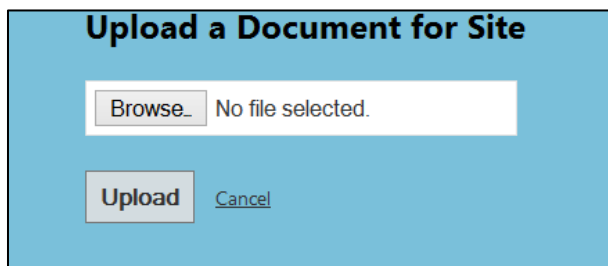 Upload a Document for Site
Browse... No file selected.
Upload Cancel